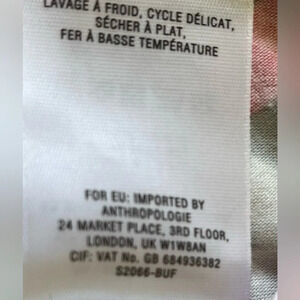 LAVAGE À FROID, CYCLE DÉLICAT,
SÉCHER À PLAT,
FER À BASSE TEMPÉRATURE
FOR EU: IMPORTED BY
ANTHROPOLOGIE
24 MARKET PLACE, 3RD FLOOR,
LONDON, UK W1W8AN
CIF: VAT No. GB 684936382
S2066-BUF